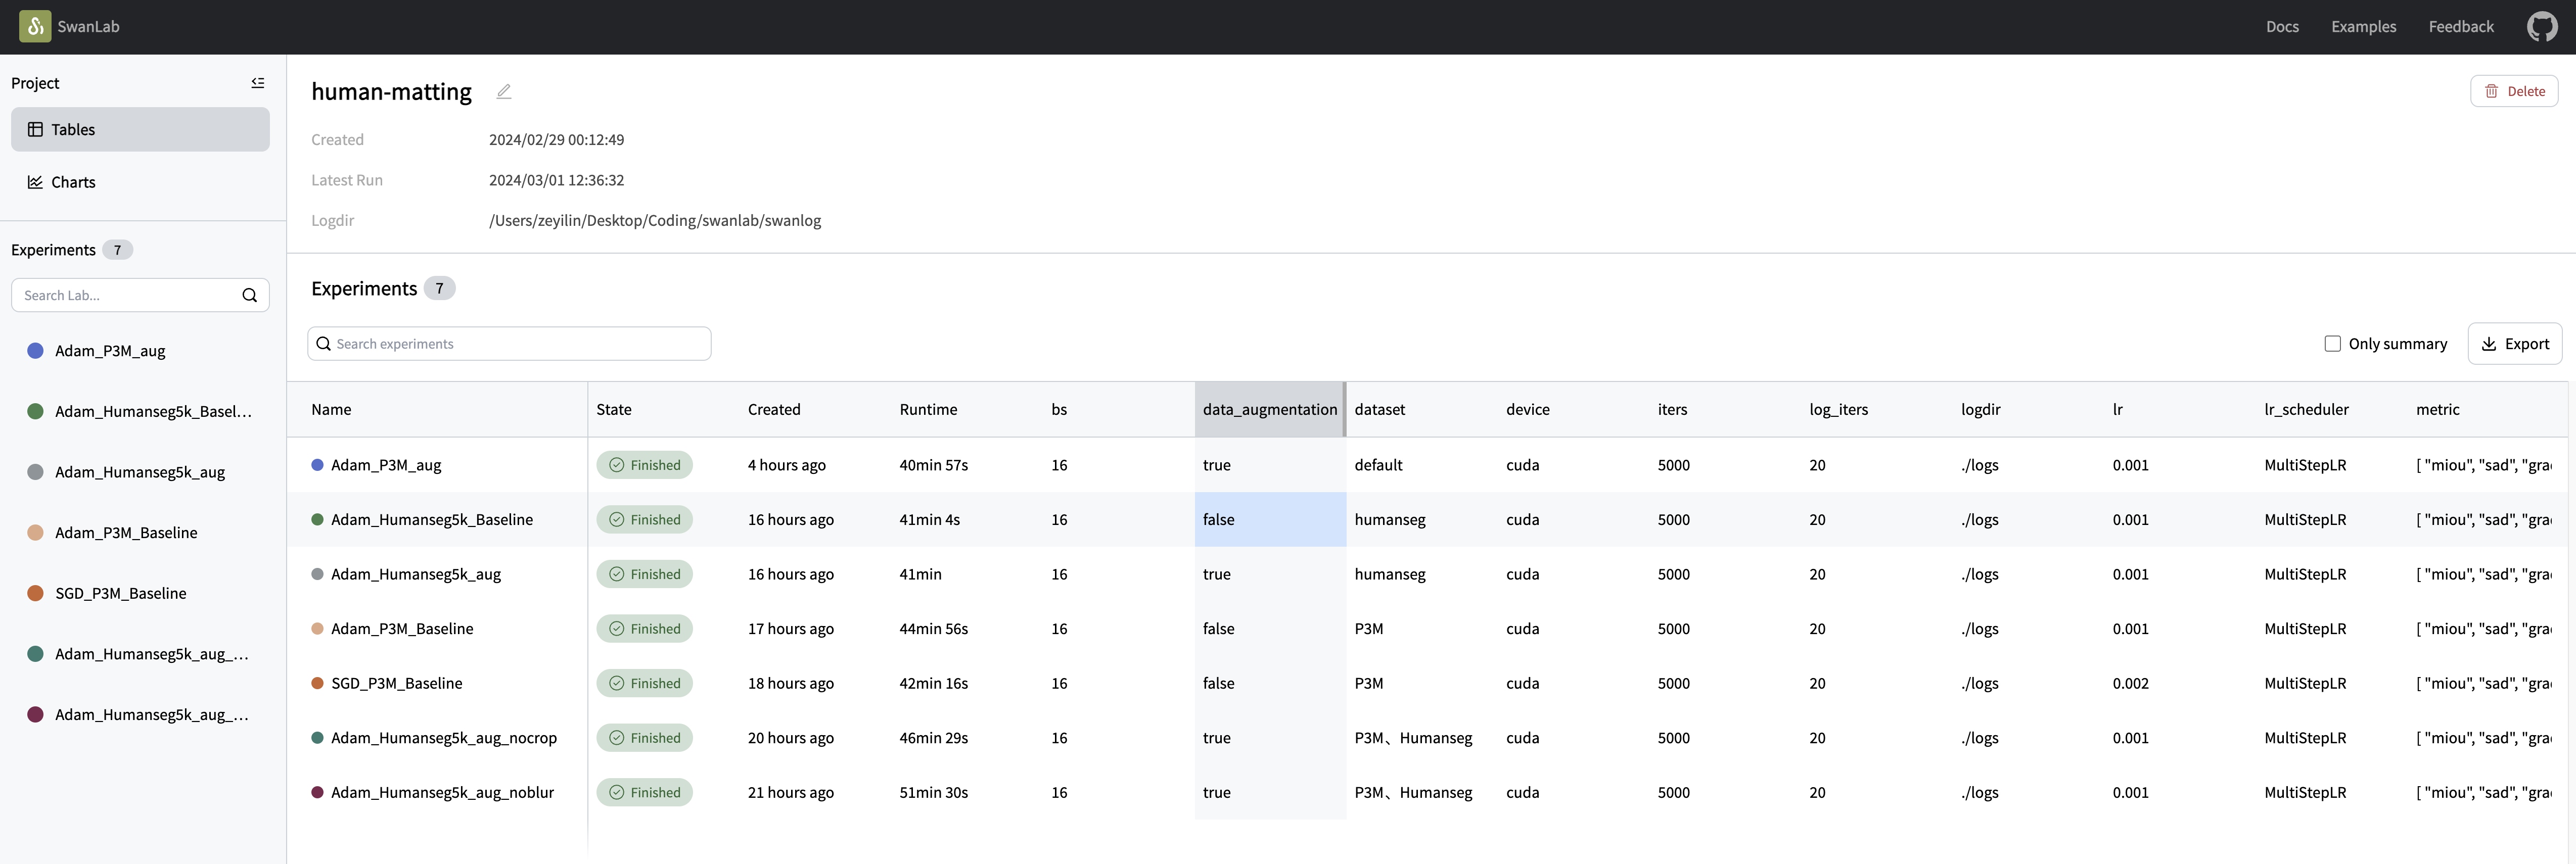 SwanLab Docs Examples Feedback
Project
Tables
Charts
Experiments 7
Search Lab...
Adam_P3M_aug
Adam_Humanseg5k_Basel...
Adam_Humanseg5k_aug
Adam_P3M_Baseline
SGD_P3M_Baseline
Adam_Humanseg5k_aug_...
Adam_Humanseg5k_aug_...
human-matting
Delete
Created 2024/02/29 00:12:49
Latest Run 2024/03/01 12:36:32
Logdir /Users/zeyilin/Desktop/Coding/swanlab/swanlog
Experiments 7
Search experiments Only summary Export
Name State Created Runtime bs data_augmentation dataset device iters log_iters logdir lr lr_scheduler metric
Adam_P3M_aug Finished 4 hours ago 40min 57s 16 true default cuda 5000 20 ./logs 0.001 MultiStepLR [ "miou", "sad", "gra
Adam_Humanseg5k_Baseline Finished 16 hours ago 41min 4s 16 false humanseg cuda 5000 20 ./logs 0.001 MultiStepLR [ "miou", "sad", "gra
Adam_Humanseg5k_aug Finished 16 hours ago 41min 16 true humanseg cuda 5000 20 ./logs 0.001 MultiStepLR [ "miou", "sad", "gra
Adam_P3M_Baseline Finished 17 hours ago 44min 56s 16 false P3M cuda 5000 20 ./logs 0.001 MultiStepLR [ "miou", "sad", "gra
SGD_P3M_Baseline Finished 18 hours ago 42min 16s 16 false P3M cuda 5000 20 ./logs 0.002 MultiStepLR [ "miou", "sad", "gra
Adam_Humanseg5k_aug_nocrop Finished 20 hours ago 46min 29s 16 true P3M、Humanseg cuda 5000 20 ./logs 0.001 MultiStepLR [ "miou", "sad", "gra
Adam_Humanseg5k_aug_noblur Finished 21 hours ago 51min 30s 16 true P3M、Humanseg cuda 5000 20 ./logs 0.001 MultiStepLR [ "miou", "sad", "gra